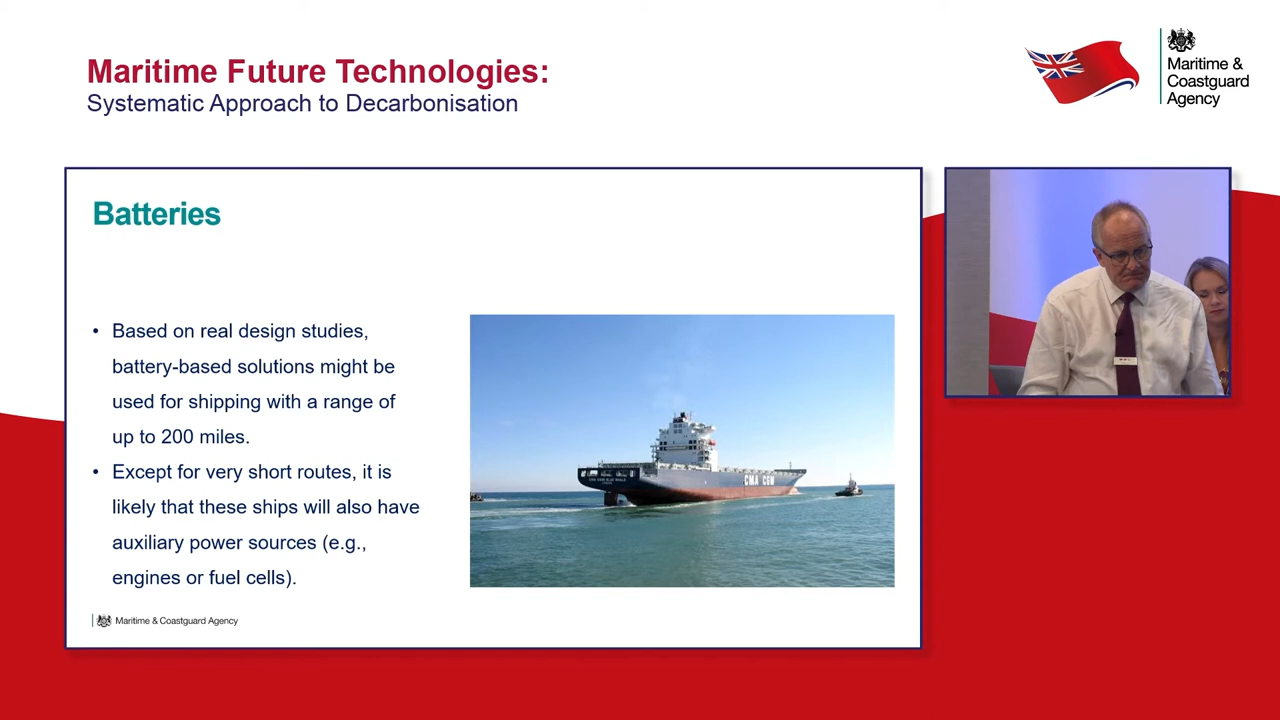 Maritime Future Technologies:
Systematic Approach to Decarbonisation
Maritime &
Coastguard
Agency
Batteries
• Based on real design studies,
battery-based solutions might be
used for shipping with a range of
up to 200 miles.
• Except for very short routes, it is
likely that these ships will also have
auxiliary power sources (e.g.,
engines or fuel cells).
CMA CGM
Maritime & Coastguard Agency